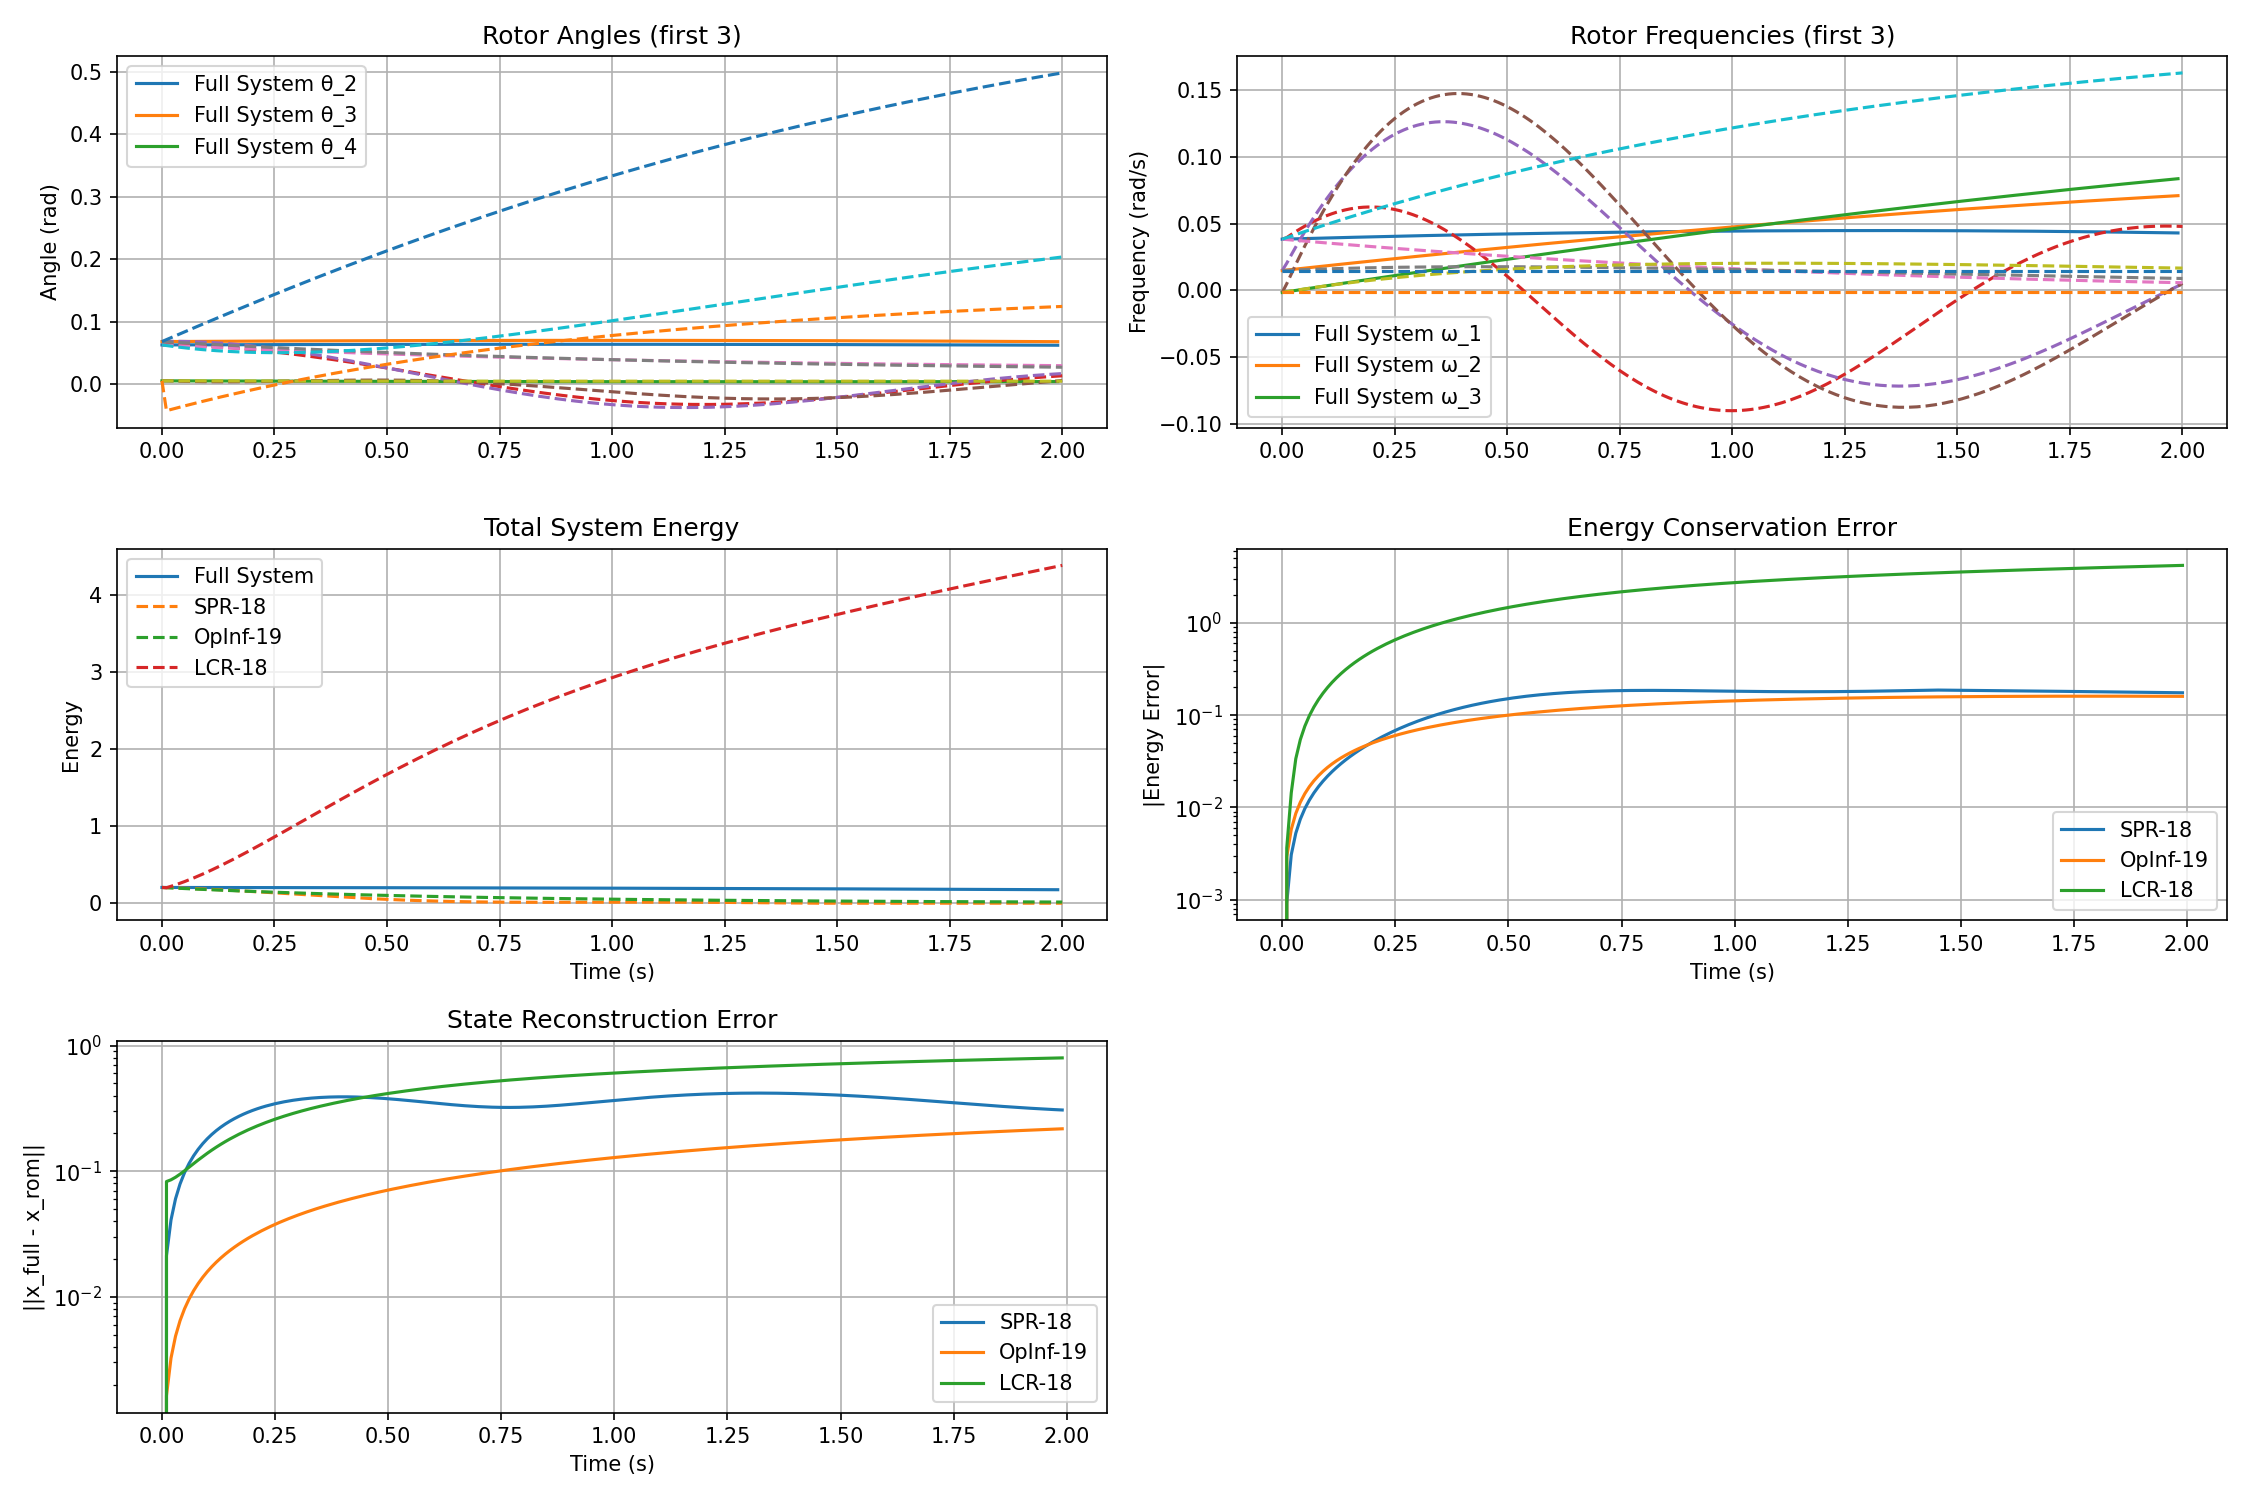 Rotor Angles (first 3)
Angle (rad)
0.5
0.4
0.3
0.2
0.1
0.0
Full System θ_2
Full System θ_3
Full System θ_4
0.00 0.25 0.50 0.75 1.00 1.25 1.50 1.75 2.00
Rotor Frequencies (first 3)
Frequency (rad/s)
0.15
0.10
0.05
0.00
−0.05
−0.10
Full System ω_1
Full System ω_2
Full System ω_3
0.00 0.25 0.50 0.75 1.00 1.25 1.50 1.75 2.00
Total System Energy
Energy
4
3
2
1
0
Full System
SPR-18
OpInf-19
LCR-18
0.00 0.25 0.50 0.75 1.00 1.25 1.50 1.75 2.00
Time (s)
Energy Conservation Error
|Energy Error|
10⁰
10⁻¹
10⁻²
10⁻³
SPR-18
OpInf-19
LCR-18
0.00 0.25 0.50 0.75 1.00 1.25 1.50 1.75 2.00
Time (s)
State Reconstruction Error
||x_full - x_rom||
10⁰
10⁻¹
10⁻²
SPR-18
OpInf-19
LCR-18
0.00 0.25 0.50 0.75 1.00 1.25 1.50 1.75 2.00
Time (s)